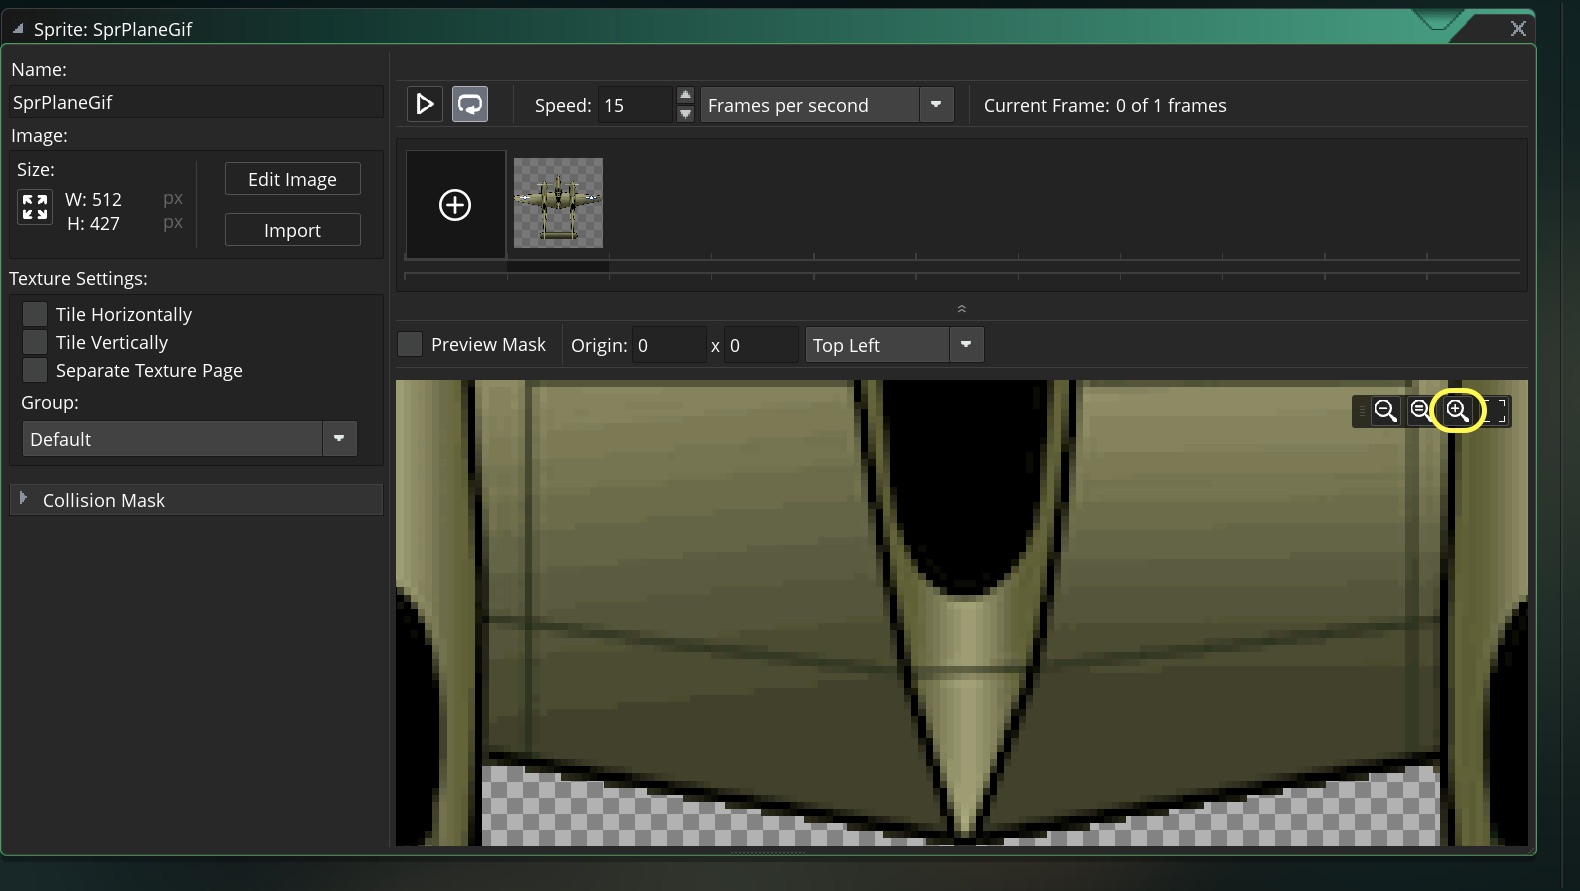 Sprite: SprPlaneGif
Name:
SprPlaneGif
Image:
Size:
W: 512 px
H: 427 px
Edit Image
Import
Texture Settings:
Tile Horizontally
Tile Vertically
Separate Texture Page
Group:
Default
Collision Mask
Speed: 15 Frames per second Current Frame: 0 of 1 frames
Preview Mask Origin: 0 x 0 Top Left